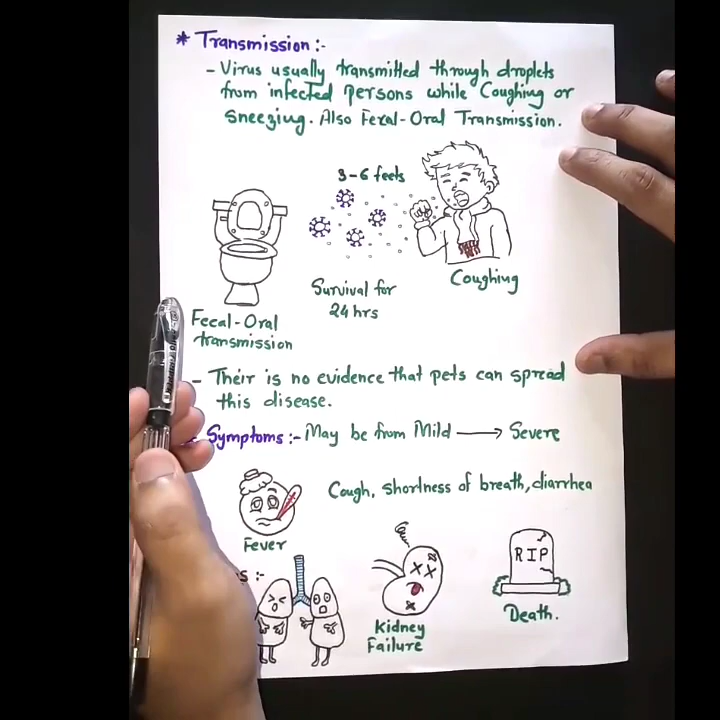 * Transmission :-
- Virus usually transmitted through droplets
from infected persons while Coughing or
sneezing. Also Fecal-Oral Transmission.
3-6 feets
Coughing
Survival for
24 hrs
Fecal-Oral
transmission
- Their is no evidence that pets can spread
this disease.
Symptoms :- May be from Mild → Severe
Cough, shortness of breath, diarrhea
Fever
RIP
Death.
Kidney
Failure